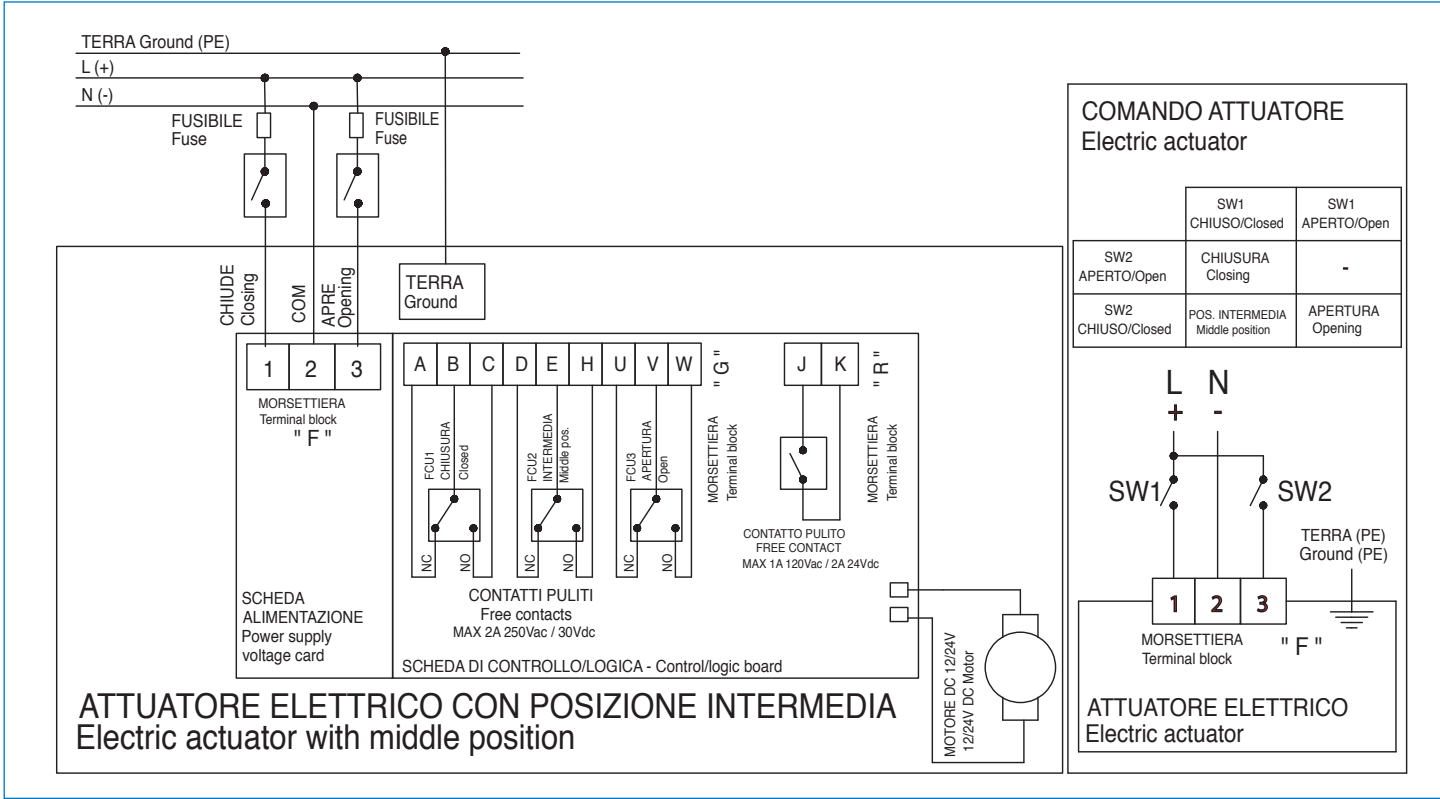 TERRA Ground (PE)
L (+)
N (-)
FUSIBILE
Fuse
FUSIBILE
Fuse
CHIUDE
Closing
COM
APRE
Opening
TERRA
Ground
1 2 3
MORSETTIERA
Terminal block
" F "
A B C D E H U V W
" G "
MORSETTIERA
Terminal block
J K
" R "
MORSETTIERA
Terminal block
FCU1
CHIUSURA
Closed
FCU2
INTERMEDIA
Middle pos.
FCU3
APERTURA
Open
NC
NO
NC
NO
NC
NO
CONTATTI PULITI
Free contacts
MAX 2A 250Vac / 30Vdc
CONTATTO PULITO
FREE CONTACT
MAX 1A 120Vac / 2A 24Vdc
SCHEDA
ALIMENTAZIONE
Power supply
voltage card
SCHEDA DI CONTROLLO/LOGICA - Control/logic board
MOTORE DC 12/24V
12/24V DC Motor
ATTUATORE ELETTRICO CON POSIZIONE INTERMEDIA
Electric actuator with middle position
COMANDO ATTUATORE
Electric actuator
SW1
CHIUSO/Closed
SW1
APERTO/Open
SW2
APERTO/Open
CHIUSURA
Closing
-
SW2
CHIUSO/Closed
POS. INTERMEDIA
Middle position
APERTURA
Opening
L N
+ -
SW1
SW2
TERRA (PE)
Ground (PE)
1 2 3
MORSETTIERA
Terminal block
" F "
ATTUATORE ELETTRICO
Electric actuator